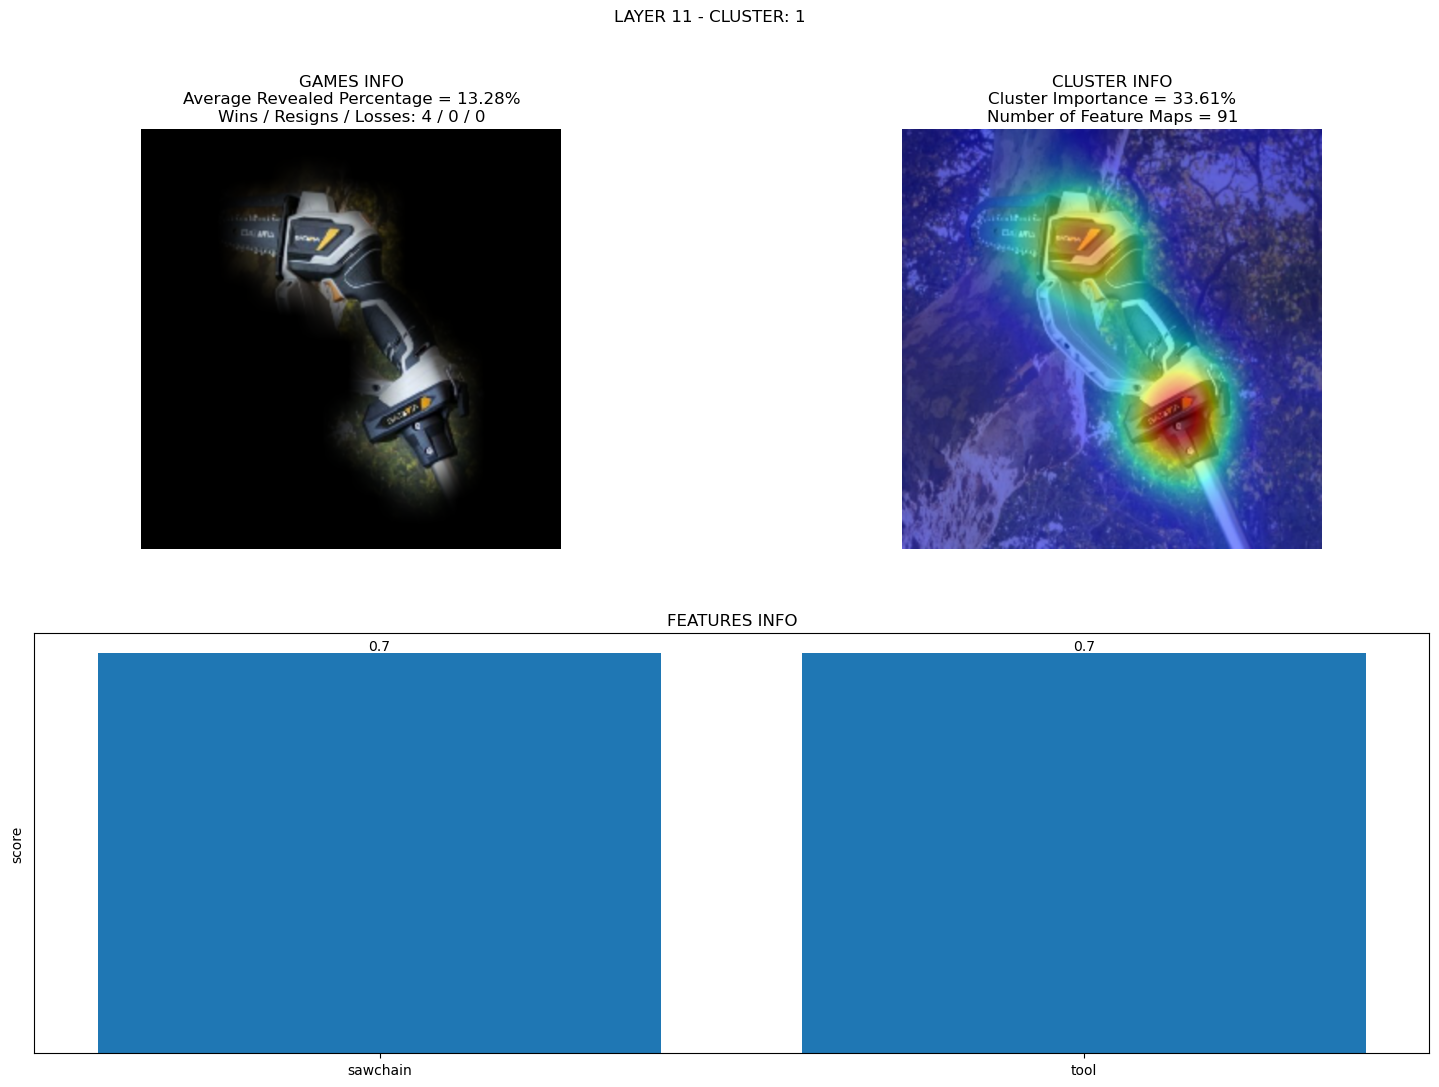 LAYER 11 - CLUSTER: 1
GAMES INFO
Average Revealed Percentage = 13.28%
Wins / Resigns / Losses: 4 / 0 / 0
CLUSTER INFO
Cluster Importance = 33.61%
Number of Feature Maps = 91
FEATURES INFO
0.7
0.7
score
sawchain
tool